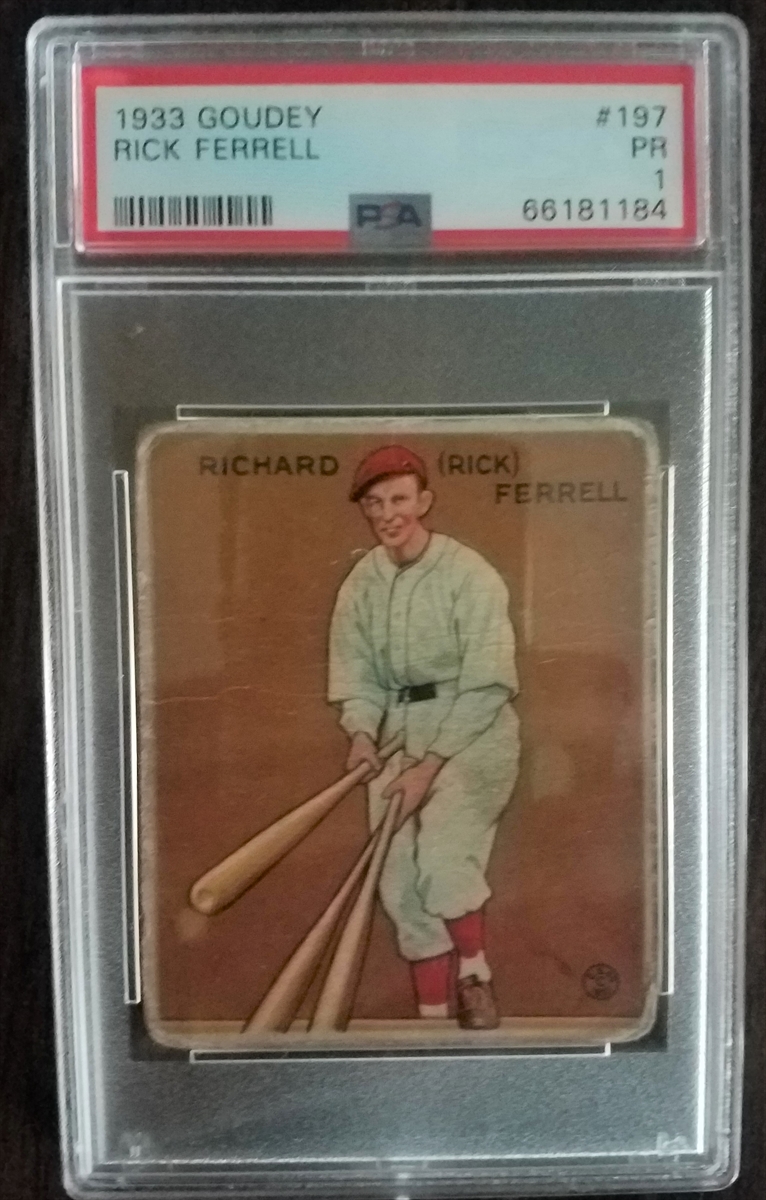 1933 GOUDEY #197
RICK FERRELL PR
1
66181184
PSA
RICHARD (RICK)
FERRELL